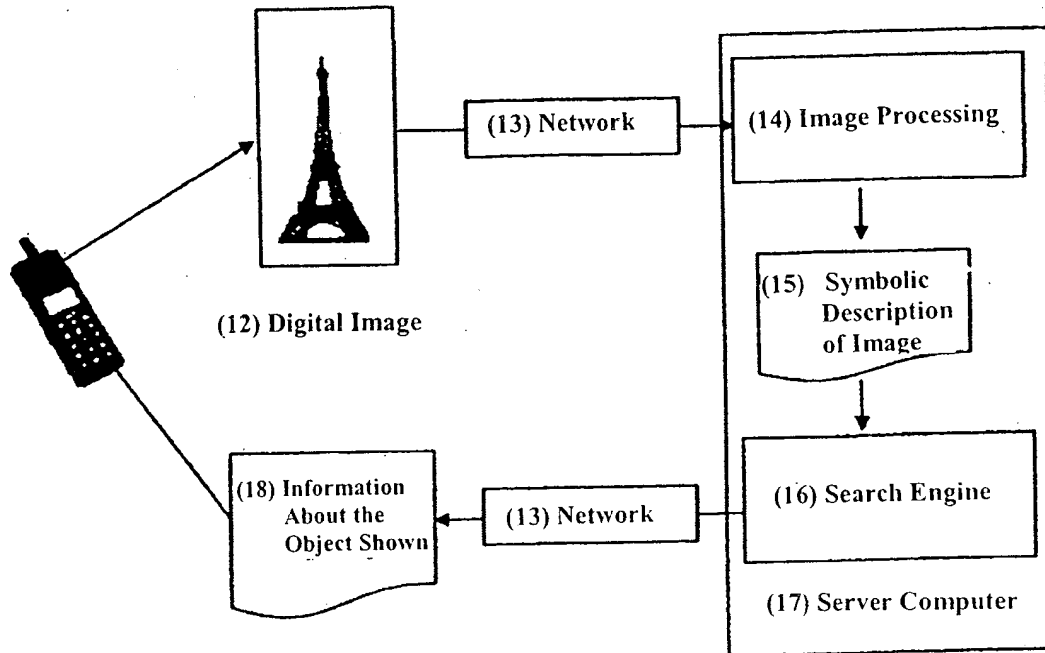 (13) Network
(14) Image Processing
(12) Digital Image
(15) Symbolic
Description
of Image
(18) Information
About the
Object Shown
(13) Network
(16) Search Engine
(17) Server Computer